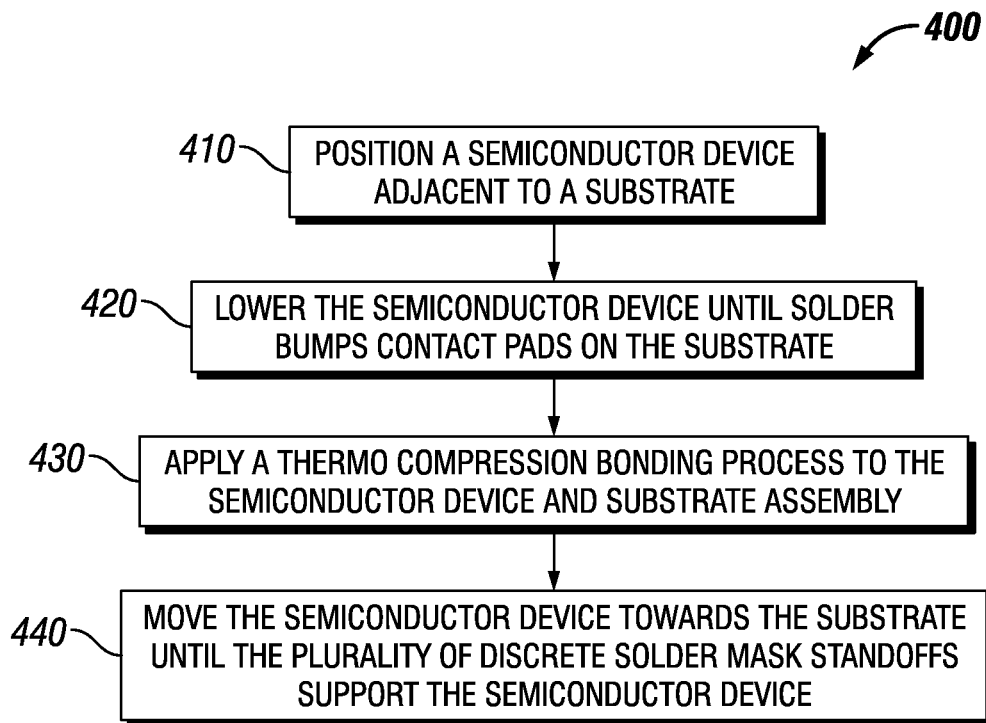 400
410
POSITION A SEMICONDUCTOR DEVICE
ADJACENT TO A SUBSTRATE
420
LOWER THE SEMICONDUCTOR DEVICE UNTIL SOLDER
BUMPS CONTACT PADS ON THE SUBSTRATE
430
APPLY A THERMO COMPRESSION BONDING PROCESS TO THE
SEMICONDUCTOR DEVICE AND SUBSTRATE ASSEMBLY
440
MOVE THE SEMICONDUCTOR DEVICE TOWARDS THE SUBSTRATE
UNTIL THE PLURALITY OF DISCRETE SOLDER MASK STANDOFFS
SUPPORT THE SEMICONDUCTOR DEVICE